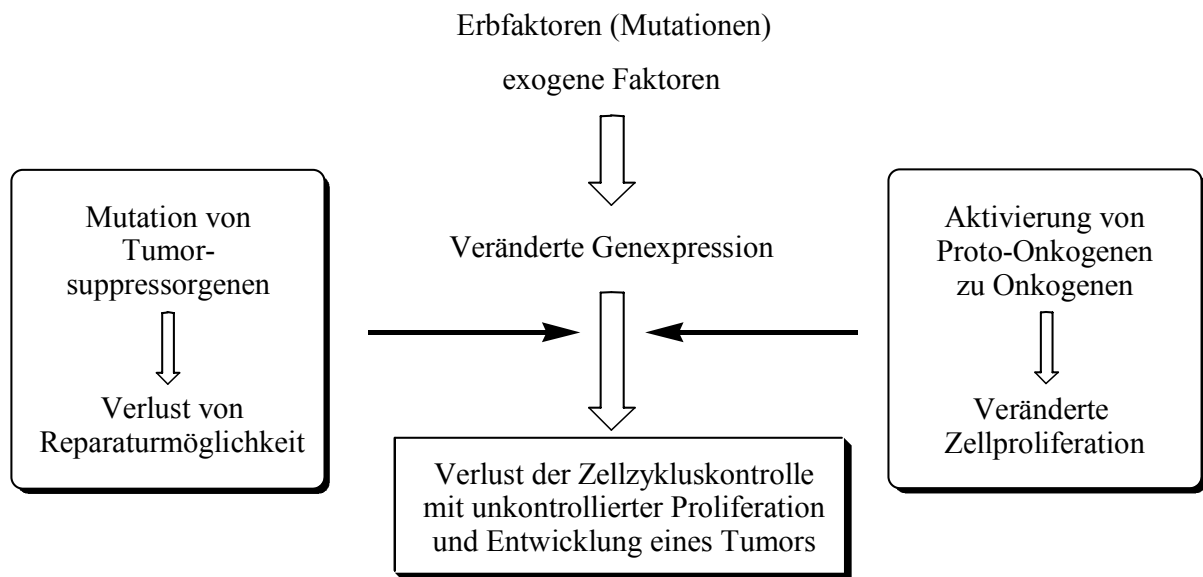 Erbfaktoren (Mutationen)
exogene Faktoren
Mutation von
Tumor-
suppressorgenen
Verlust von
Reparaturmöglichkeit
Veränderte Genexpression
Aktivierung von
Proto-Onkogenen
zu Onkogenen
Veränderte
Zellproliferation
Verlust der Zellzykluskontrolle
mit unkontrollierter Proliferation
und Entwicklung eines Tumors